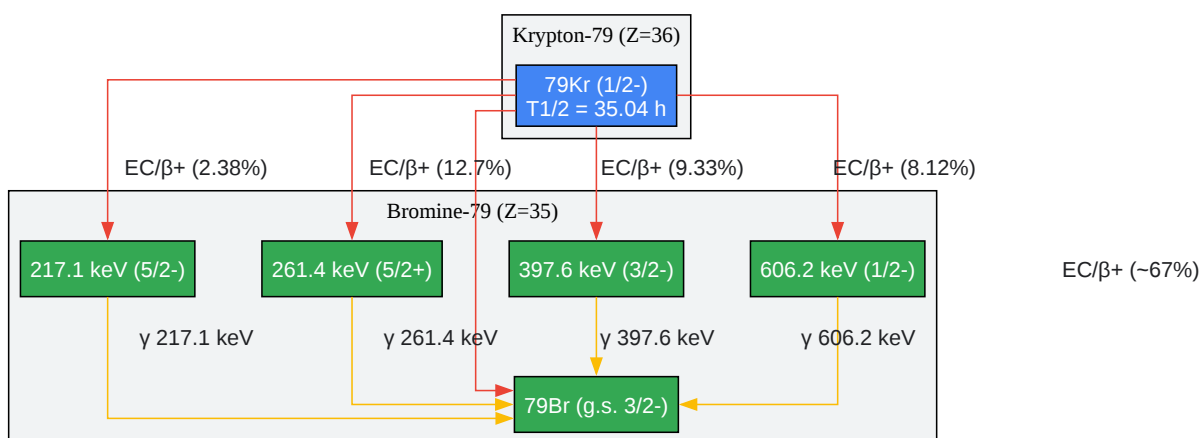 Krypton-79 (Z=36)
79Kr (1/2-)
T1/2 = 35.04 h
EC/β+ (2.38%)
EC/β+ (12.7%)
EC/β+ (9.33%)
EC/β+ (8.12%)
Bromine-79 (Z=35)
217.1 keV (5/2-)
261.4 keV (5/2+)
397.6 keV (3/2-)
606.2 keV (1/2-)
EC/β+ (~67%)
γ 217.1 keV
γ 261.4 keV
γ 397.6 keV
γ 606.2 keV
79Br (g.s. 3/2-)